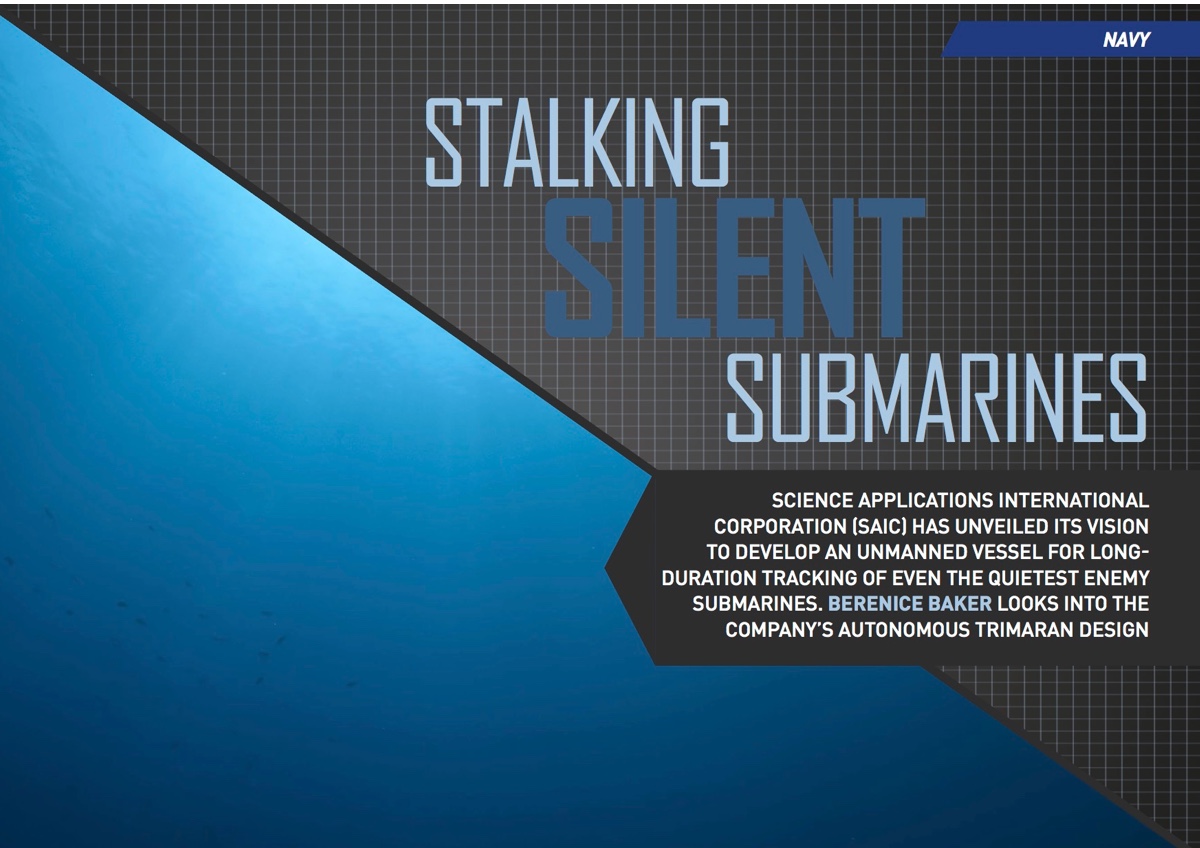 NAVY
STALKING
SILENT
SUBMARINES
SCIENCE APPLICATIONS INTERNATIONAL
CORPORATION (SAIC) HAS UNVEILED ITS VISION
TO DEVELOP AN UNMANNED VESSEL FOR LONG-
DURATION TRACKING OF EVEN THE QUIETEST ENEMY
SUBMARINES. BERENICE BAKER LOOKS INTO THE
COMPANY'S AUTONOMOUS TRIMARAN DESIGN